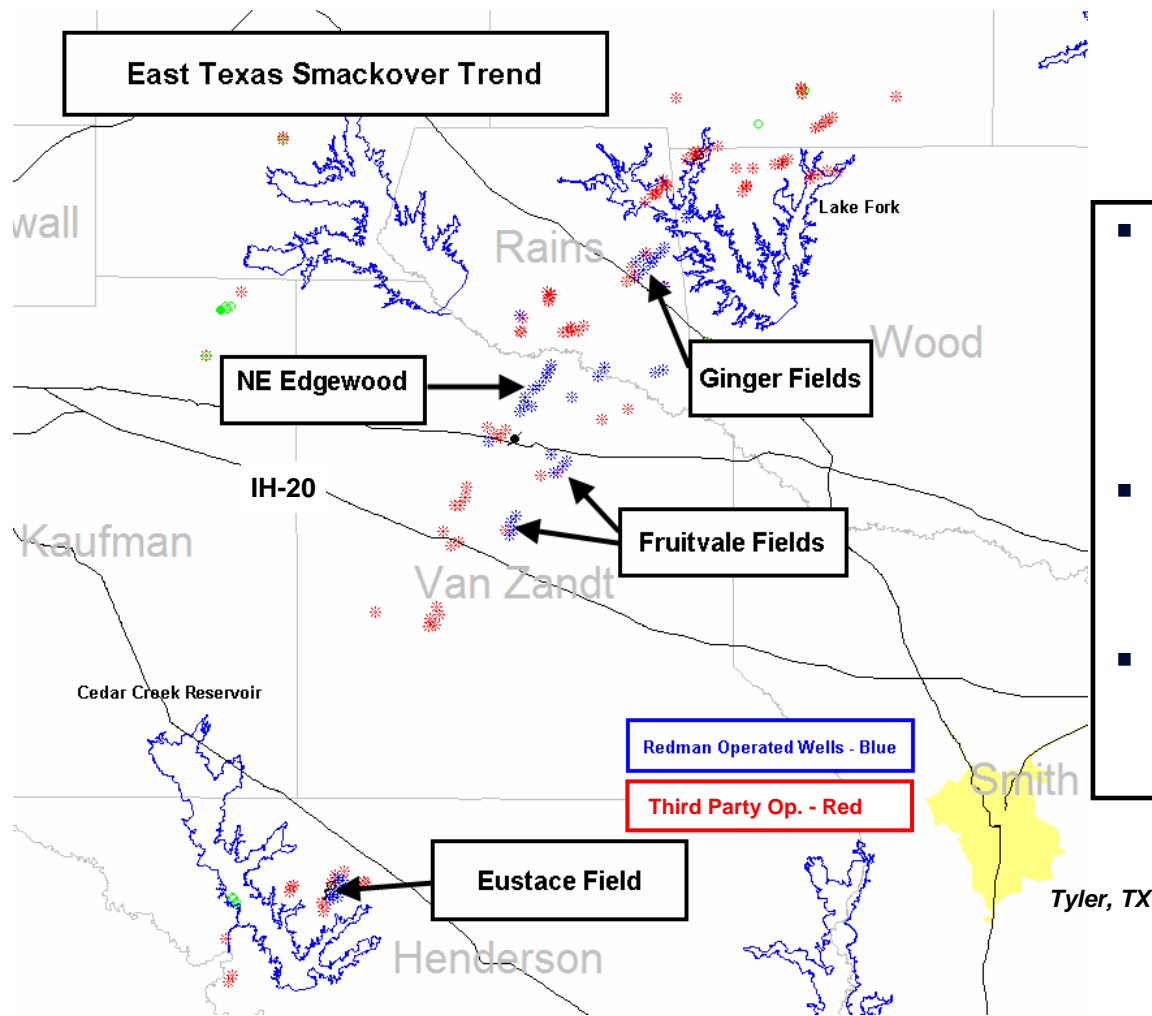 East Texas Smackover Trend
wall
Rains
Lake Fork
Wood
NE Edgewood
Ginger Fields
IH-20
Kaufman
Fruitvale Fields
Van Zandt
Cedar Creek Reservoir
Redman Operated Wells - Blue
Smith
Third Party Op. - Red
Eustace Field
Tyler, TX
Henderson